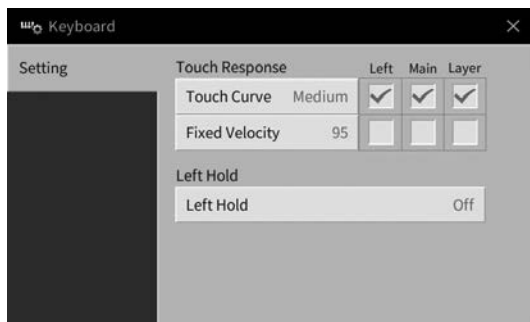 Keyboard
Setting
Touch Response Left Main Layer
Touch Curve Medium
Fixed Velocity 95
Left Hold
Left Hold Off